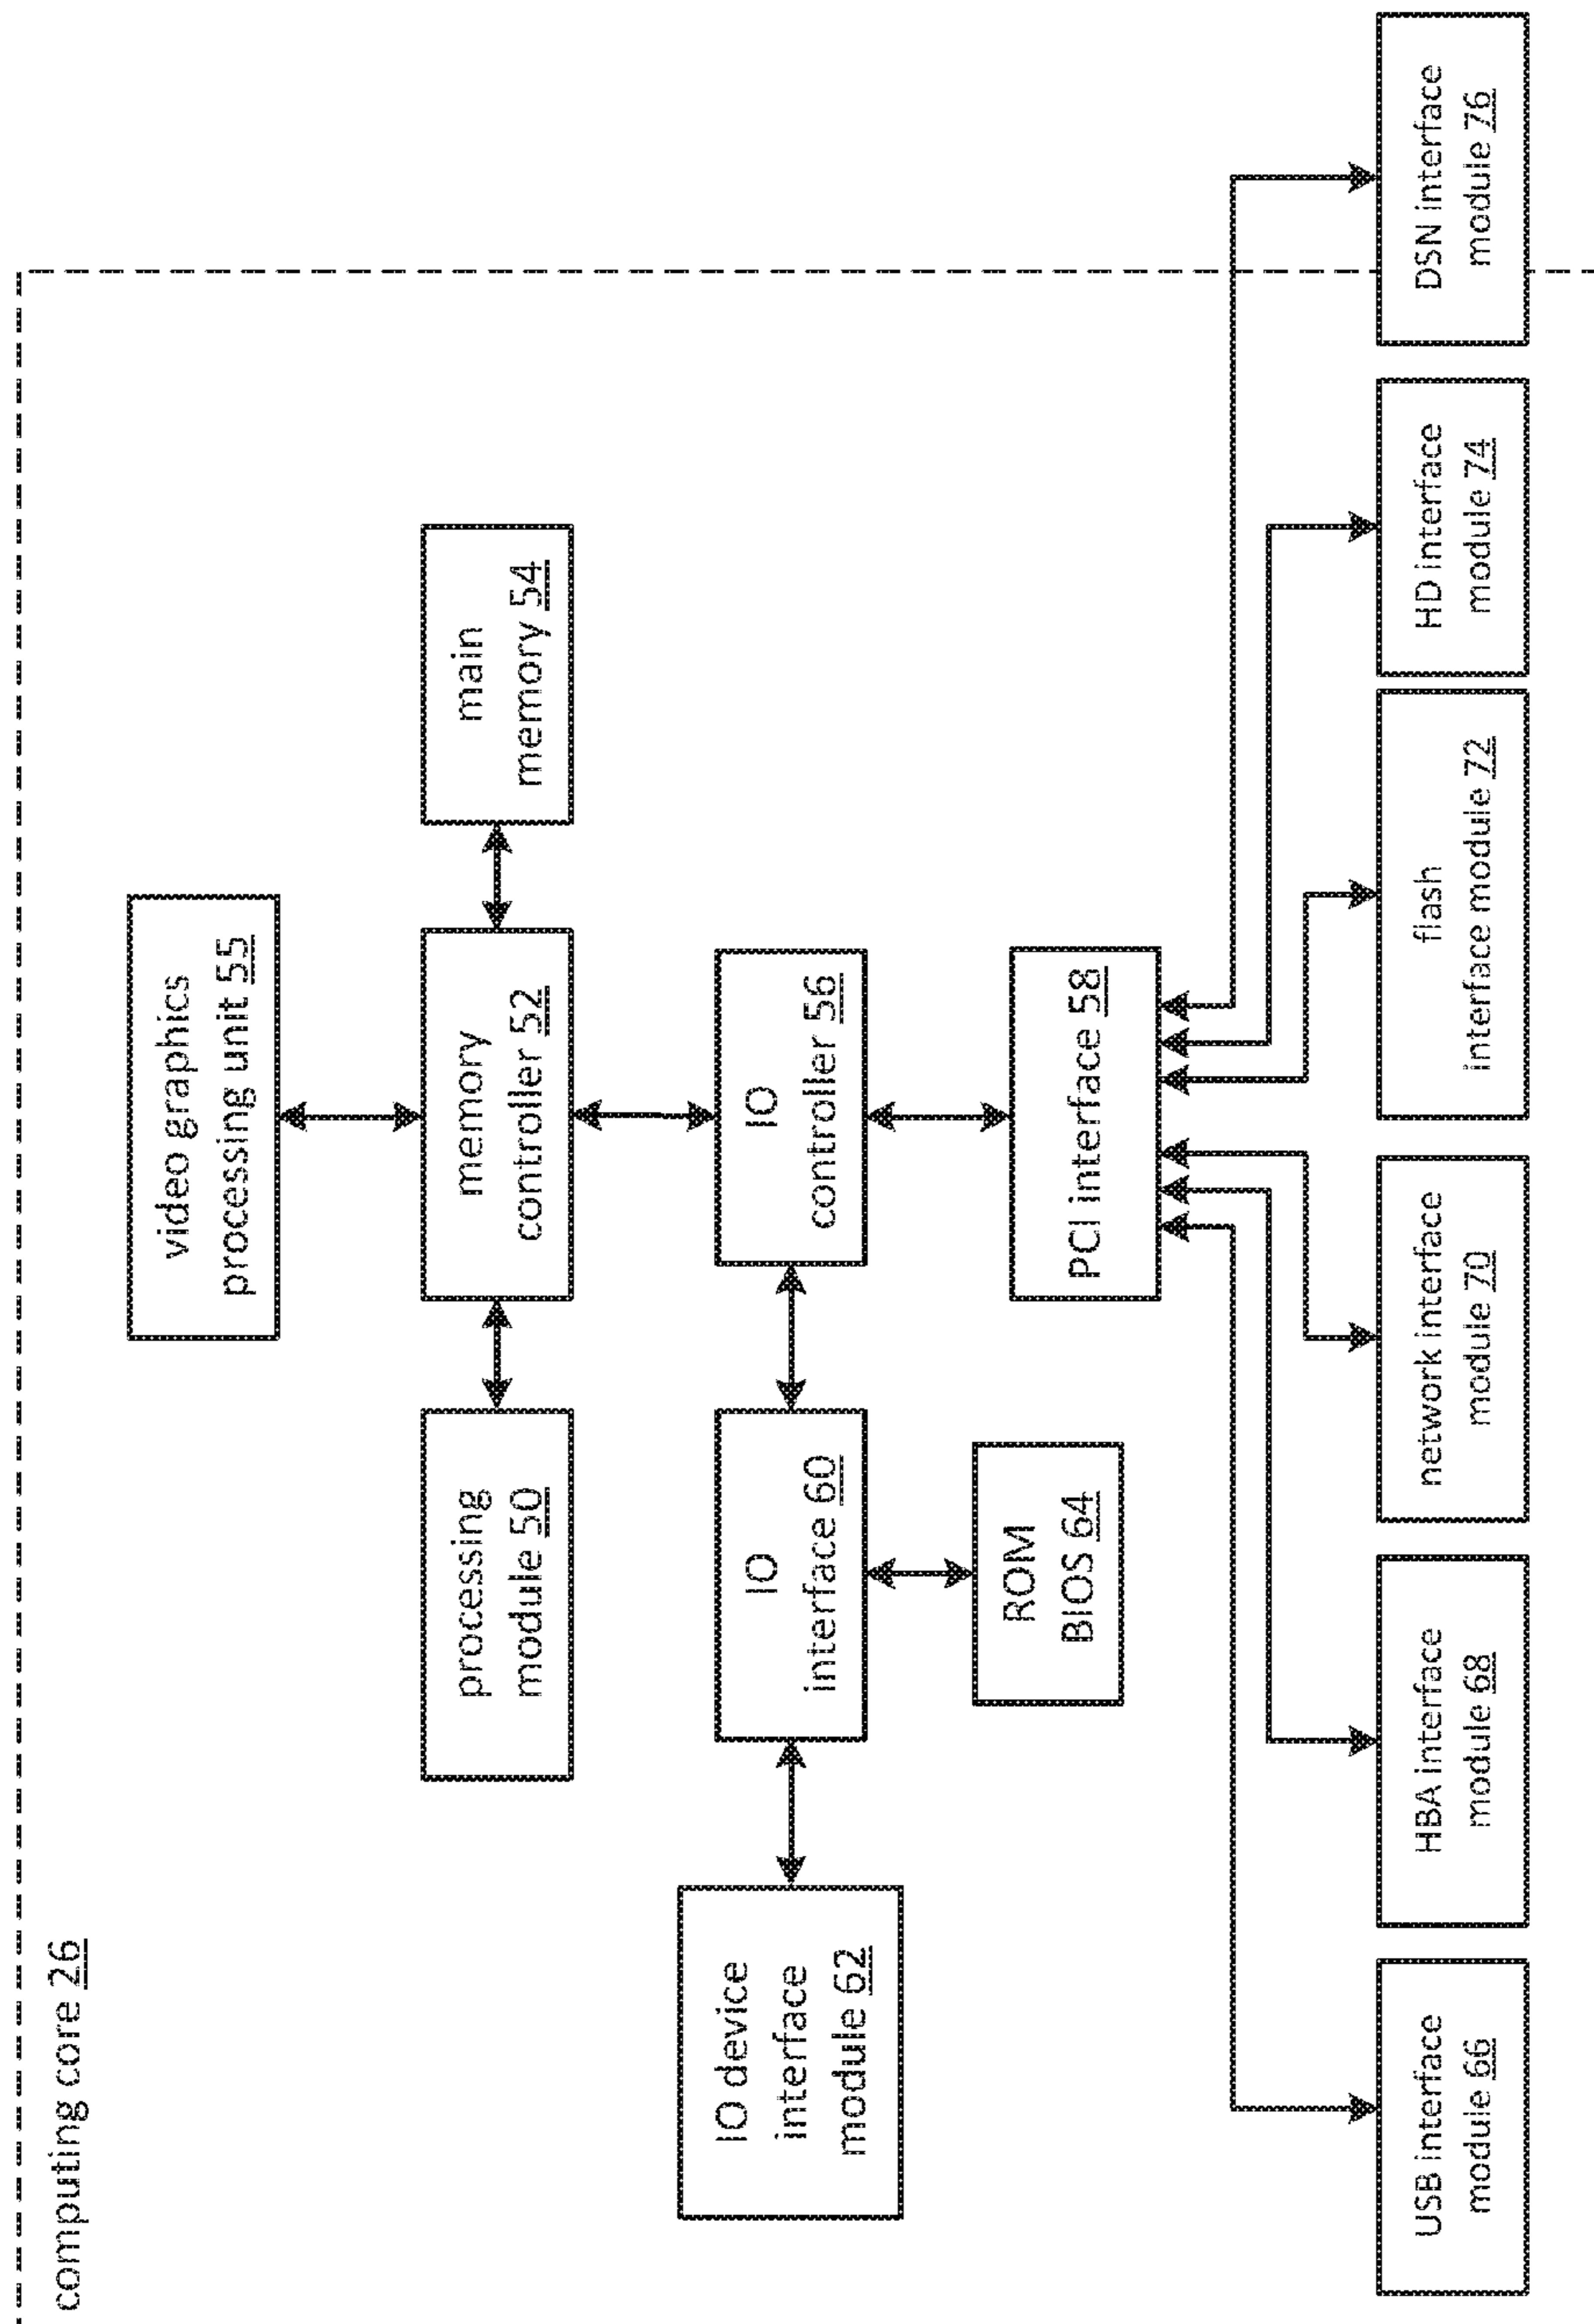 computing core 26
video graphics
processing unit 55
processing
module 50
memory
controller 52
main
memory 54
IO device
interface
module 62
IO
interface 60
IO
controller 56
ROM
BIOS 64
PCI interface 58
USB interface
module 66
HBA interface
module 68
network interface
module 70
flash
interface module 72
HD interface
module 74
DSN interface
module 76